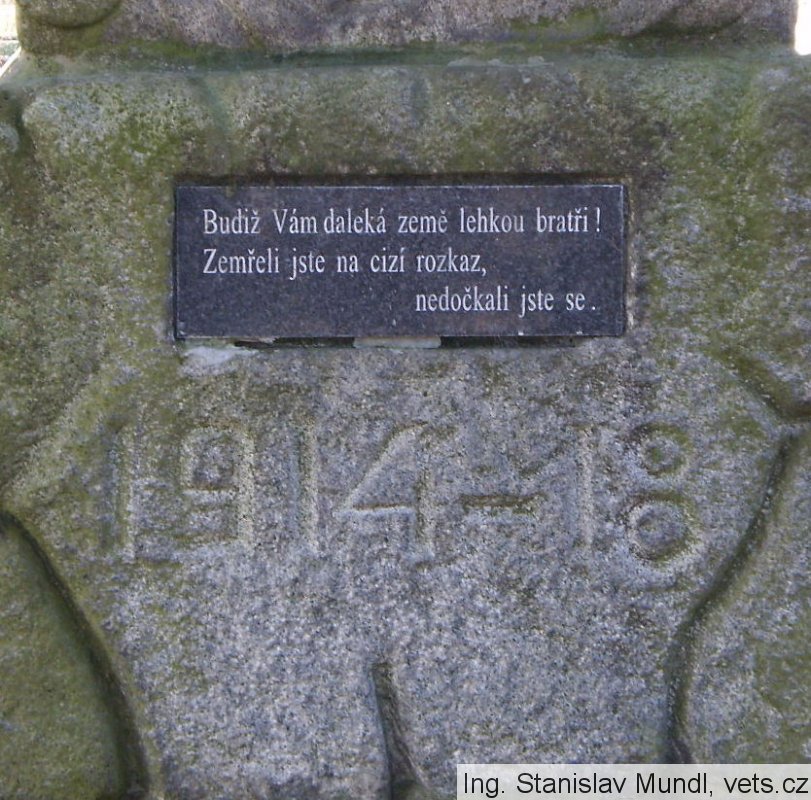 Budiž Vám daleká země lehkou bratři !
Zemřeli jste na cizí rozkaz,
nedočkali jste se .
1914-18
Ing. Stanislav Mundl, vets.cz